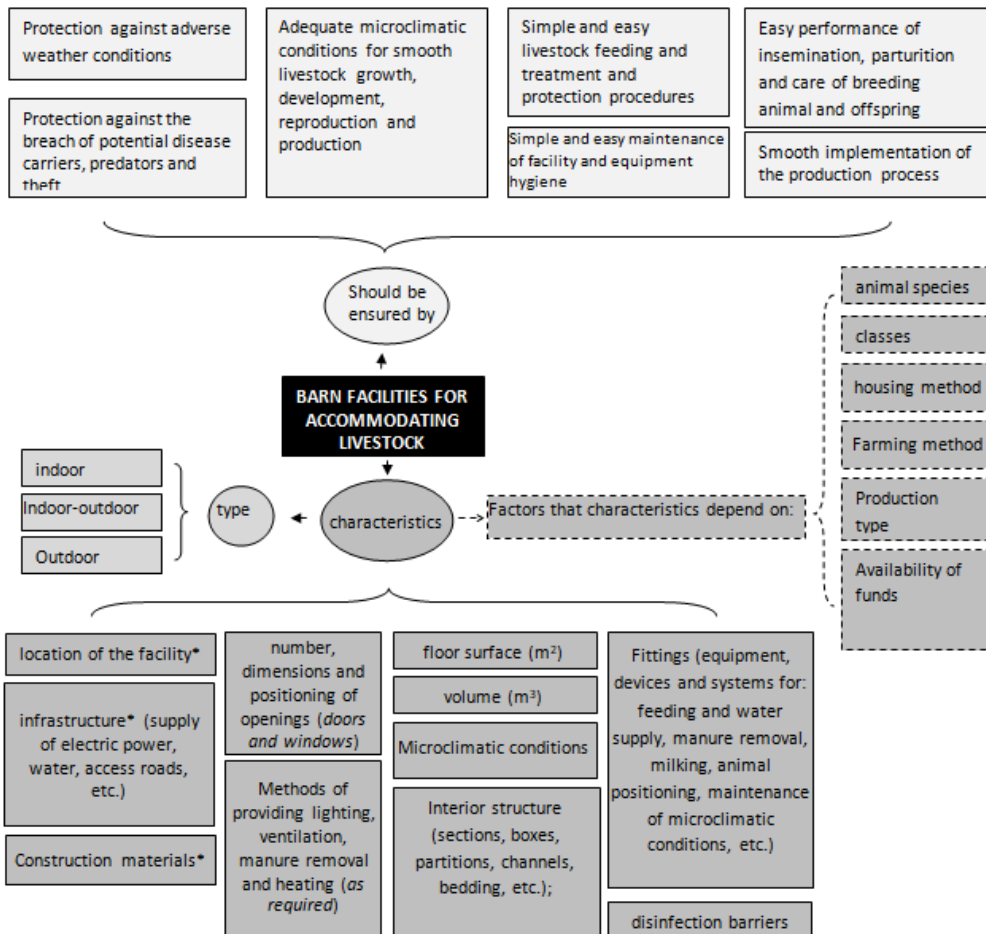 Protection against adverse
weather conditions
Protection against the
breach of potential disease
carriers, predators and
theft
Adequate microclimatic
conditions for smooth
livestock growth,
development,
reproduction and
production
Simple and easy
livestock feeding and
treatment and
protection procedures
Simple and easy maintenance
of facility and equipment
hygiene
Easy performance of
insemination, parturition
and care of breeding
animal and offspring
Smooth implementation of
the production process
Should be
ensured by
BARN FACILITIES FOR
ACCOMMODATING
LIVESTOCK
indoor
Indoor-outdoor
Outdoor
type
characteristics
Factors that characteristics depend on:
animal species
classes
housing method
Farming method
Production
type
Availability of
funds
location of the facility*
infrastructure* (supply
of electric power,
water, access roads,
etc.)
Construction materials*
number,
dimensions and
positioning of
openings (doors
and windows)
Methods of
providing lighting,
ventilation,
manure removal
and heating (as
required)
floor surface (m²)
volume (m³)
Microclimatic conditions
Interior structure
(sections, boxes,
partitions, channels,
bedding, etc.);
Fittings (equipment,
devices and systems for:
feeding and water
supply, manure removal,
milking, animal
positioning, maintenance
of microclimatic
conditions, etc.)
disinfection barriers